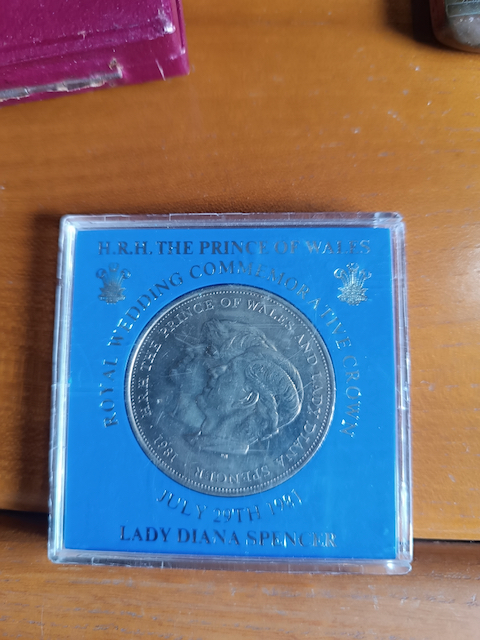 H.R.H. THE PRINCE OF WALES
ROYAL WEDDING COMMEMORATIVE CROWN
H.R.H. THE PRINCE OF WALES AND LADY DIANA SPENCER 1981
JULY 29TH 1981
LADY DIANA SPENCER